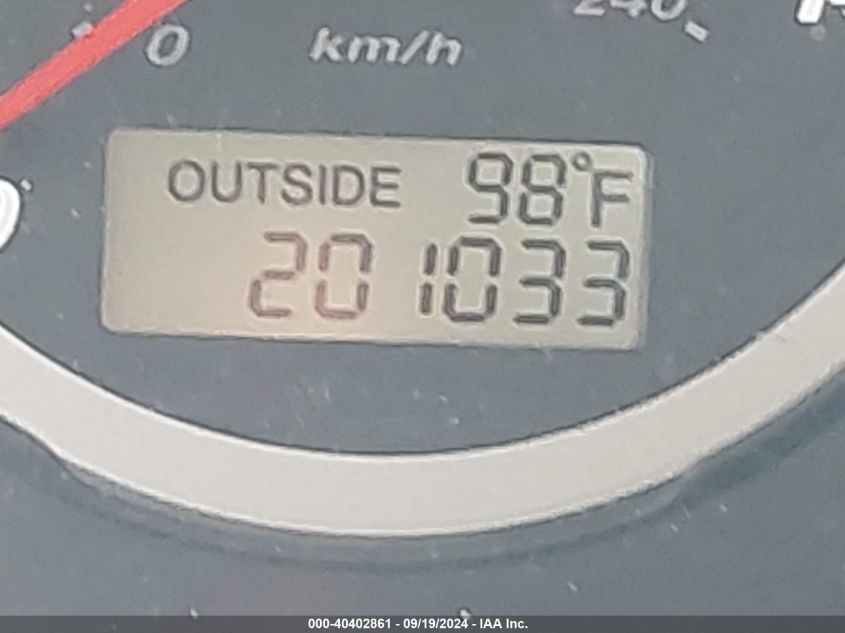 240
0 km/h
OUTSIDE 98°F
201033
000-40402861 - 09/19/2024 - IAA Inc.